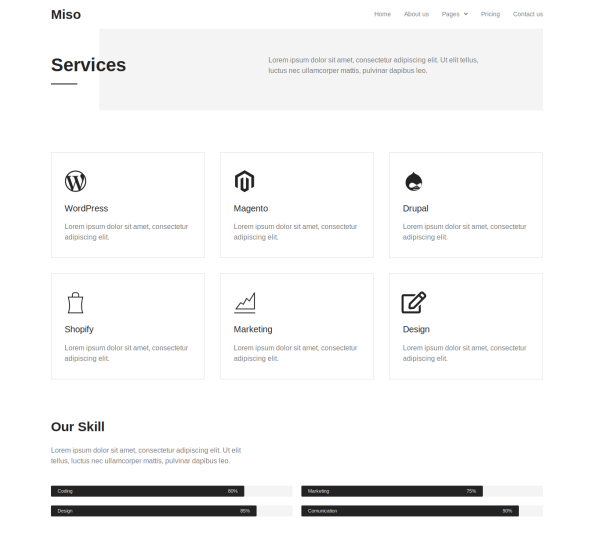 Miso
Home About us Pages Pricing Contact us
Services
Lorem ipsum dolor sit amet, consectetur adipiscing elit. Ut elit tellus,
luctus nec ullamcorper mattis, pulvinar dapibus leo.
WordPress
Lorem ipsum dolor sit amet, consectetur
adipiscing elit.
Magento
Lorem ipsum dolor sit amet, consectetur
adipiscing elit.
Drupal
Lorem ipsum dolor sit amet, consectetur
adipiscing elit.
Shopify
Lorem ipsum dolor sit amet, consectetur
adipiscing elit.
Marketing
Lorem ipsum dolor sit amet, consectetur
adipiscing elit.
Design
Lorem ipsum dolor sit amet, consectetur
adipiscing elit.
Our Skill
Lorem ipsum dolor sit amet, consectetur adipiscing elit. Ut elit
tellus, luctus nec ullamcorper mattis, pulvinar dapibus leo.
Coding 80%
Marketing 75%
Design 85%
Comunication 90%